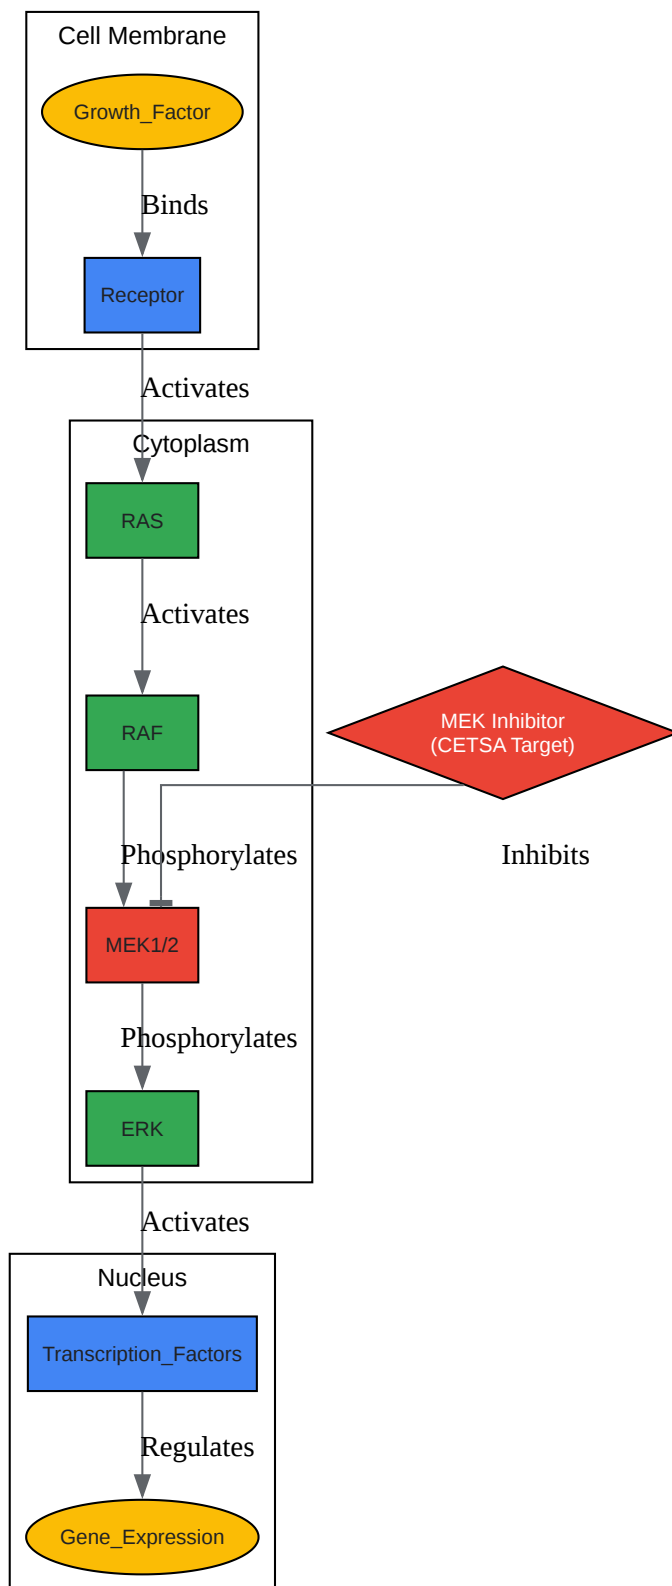 Cell Membrane
Growth_Factor
Binds
Receptor
Activates
Cytoplasm
RAS
Activates
RAF
MEK Inhibitor
(CETSA Target)
Phosphorylates
Inhibits
MEK1/2
Phosphorylates
ERK
Activates
Nucleus
Transcription_Factors
Regulates
Gene_Expression